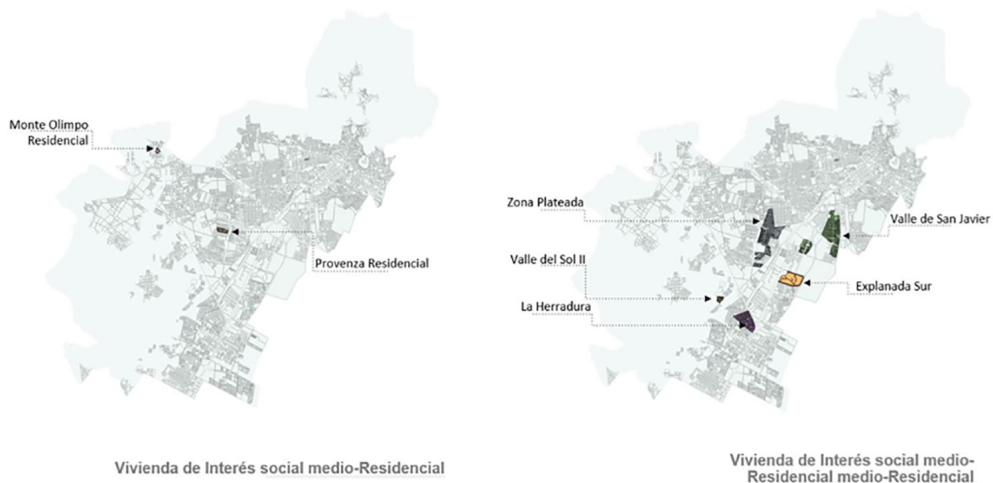 Monte Olimpo
Residencial
Provenza Residencial
Vivienda de Interés social medio-Residencial
Zona Plateada
Valle de San Javier
Valle del Sol II
Explanada Sur
La Herradura
Vivienda de Interés social medio-
Residencial medio-Residencial